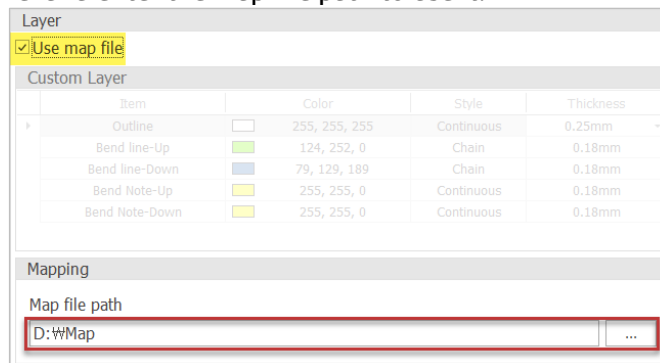 Layer
Use map file
Custom Layer
Item Color Style Thickness
Outline 255, 255, 255 Continuous 0.25mm
Bend line-Up 124, 252, 0 Chain 0.18mm
Bend line-Down 79, 129, 189 Chain 0.18mm
Bend Note-Up 255, 255, 0 Continuous 0.18mm
Bend Note-Down 255, 255, 0 Continuous 0.18mm
Mapping
Map file path
D:₩Map ...